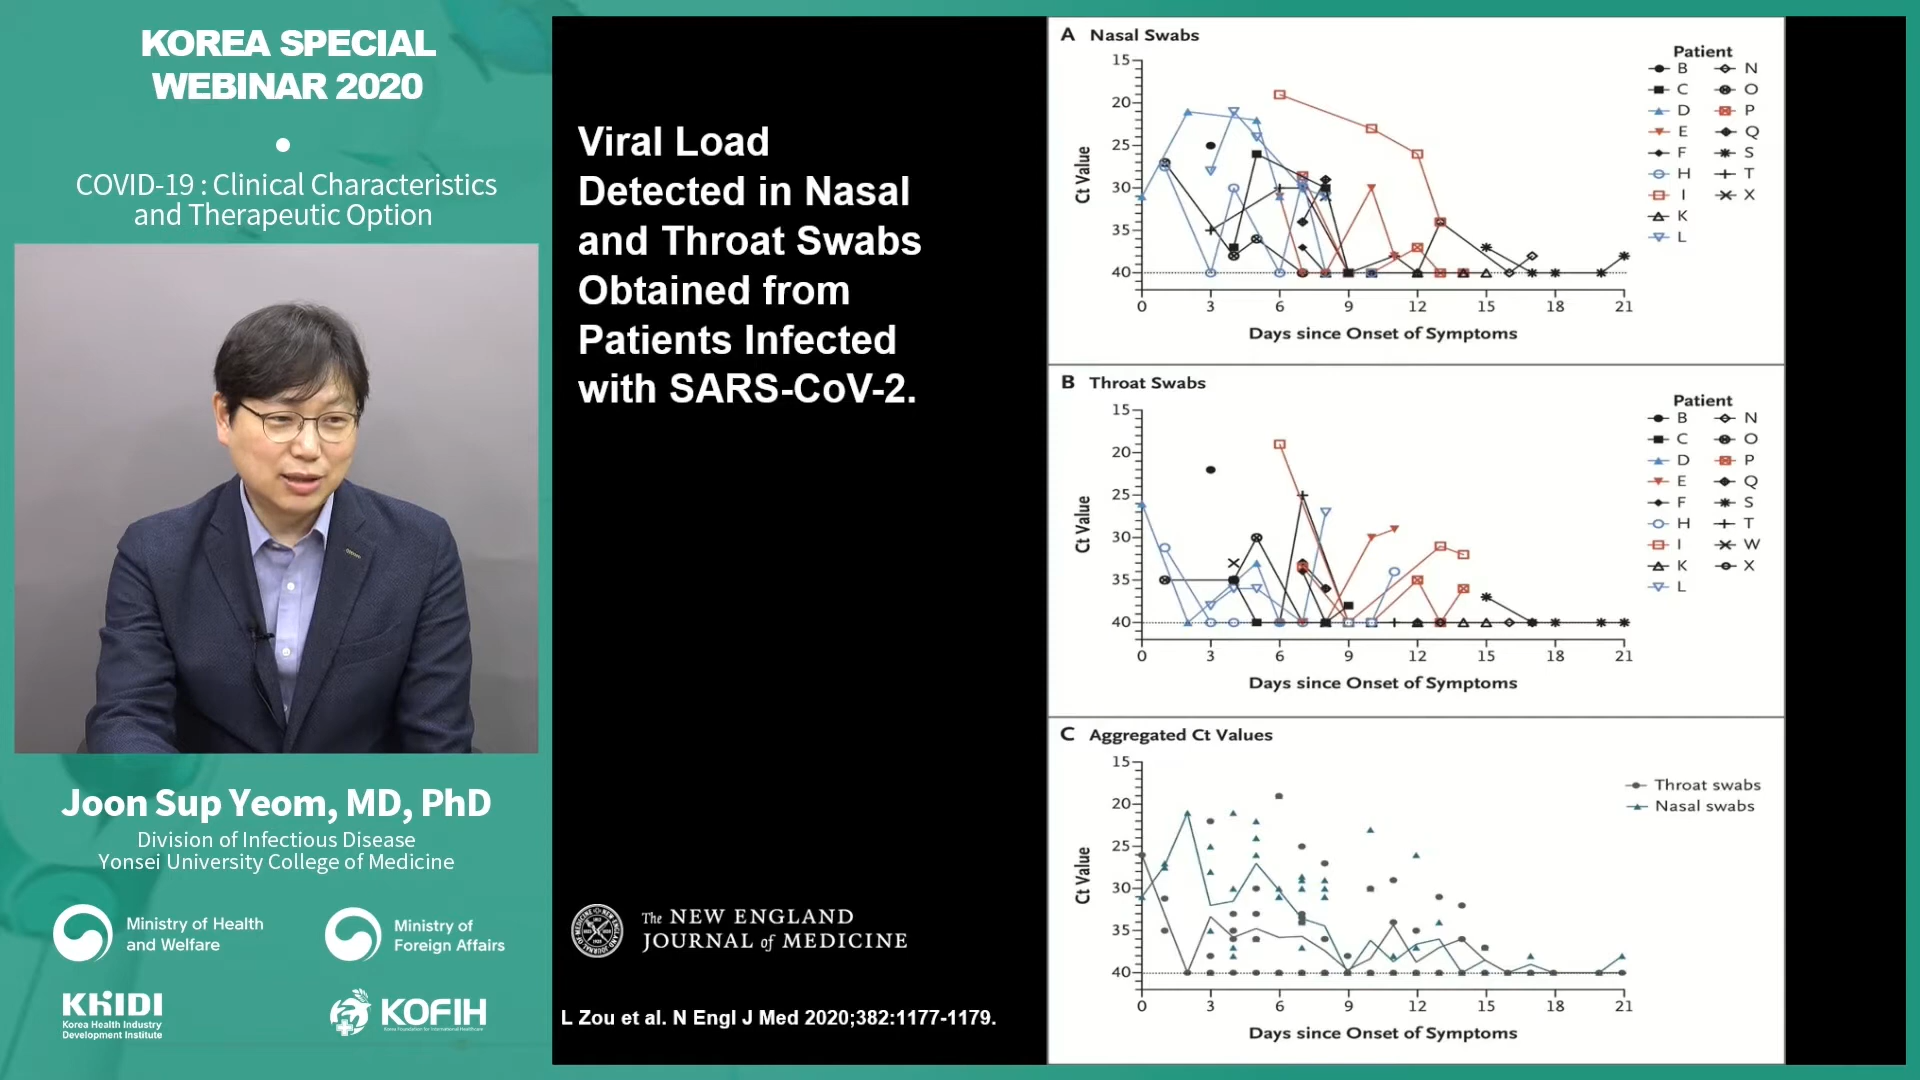 KOREA SPECIAL
WEBINAR 2020
COVID-19 : Clinical Characteristics
and Therapeutic Option
Joon Sup Yeom, MD, PhD
Division of Infectious Disease
Yonsei University College of Medicine
Ministry of Health
and Welfare
Ministry of
Foreign Affairs
KHIDI
Korea Health Industry
Development Institute
KOFIH
Viral Load
Detected in Nasal
and Throat Swabs
Obtained from
Patients Infected
with SARS-CoV-2.
The NEW ENGLAND
JOURNAL of MEDICINE
L Zou et al. N Engl J Med 2020;382:1177-1179.
A Nasal Swabs
Ct Value
15
20
25
30
35
40
0 3 6 9 12 15 18 21
Days since Onset of Symptoms
Patient
B N
C O
D P
E Q
F S
H T
I X
K
L
B Throat Swabs
Ct Value
15
20
25
30
35
40
0 3 6 9 12 15 18 21
Days since Onset of Symptoms
Patient
B N
C O
D P
E Q
F S
H T
I W
K X
L
C Aggregated Ct Values
Ct Value
15
20
25
30
35
40
0 3 6 9 12 15 18 21
Days since Onset of Symptoms
Throat swabs
Nasal swabs